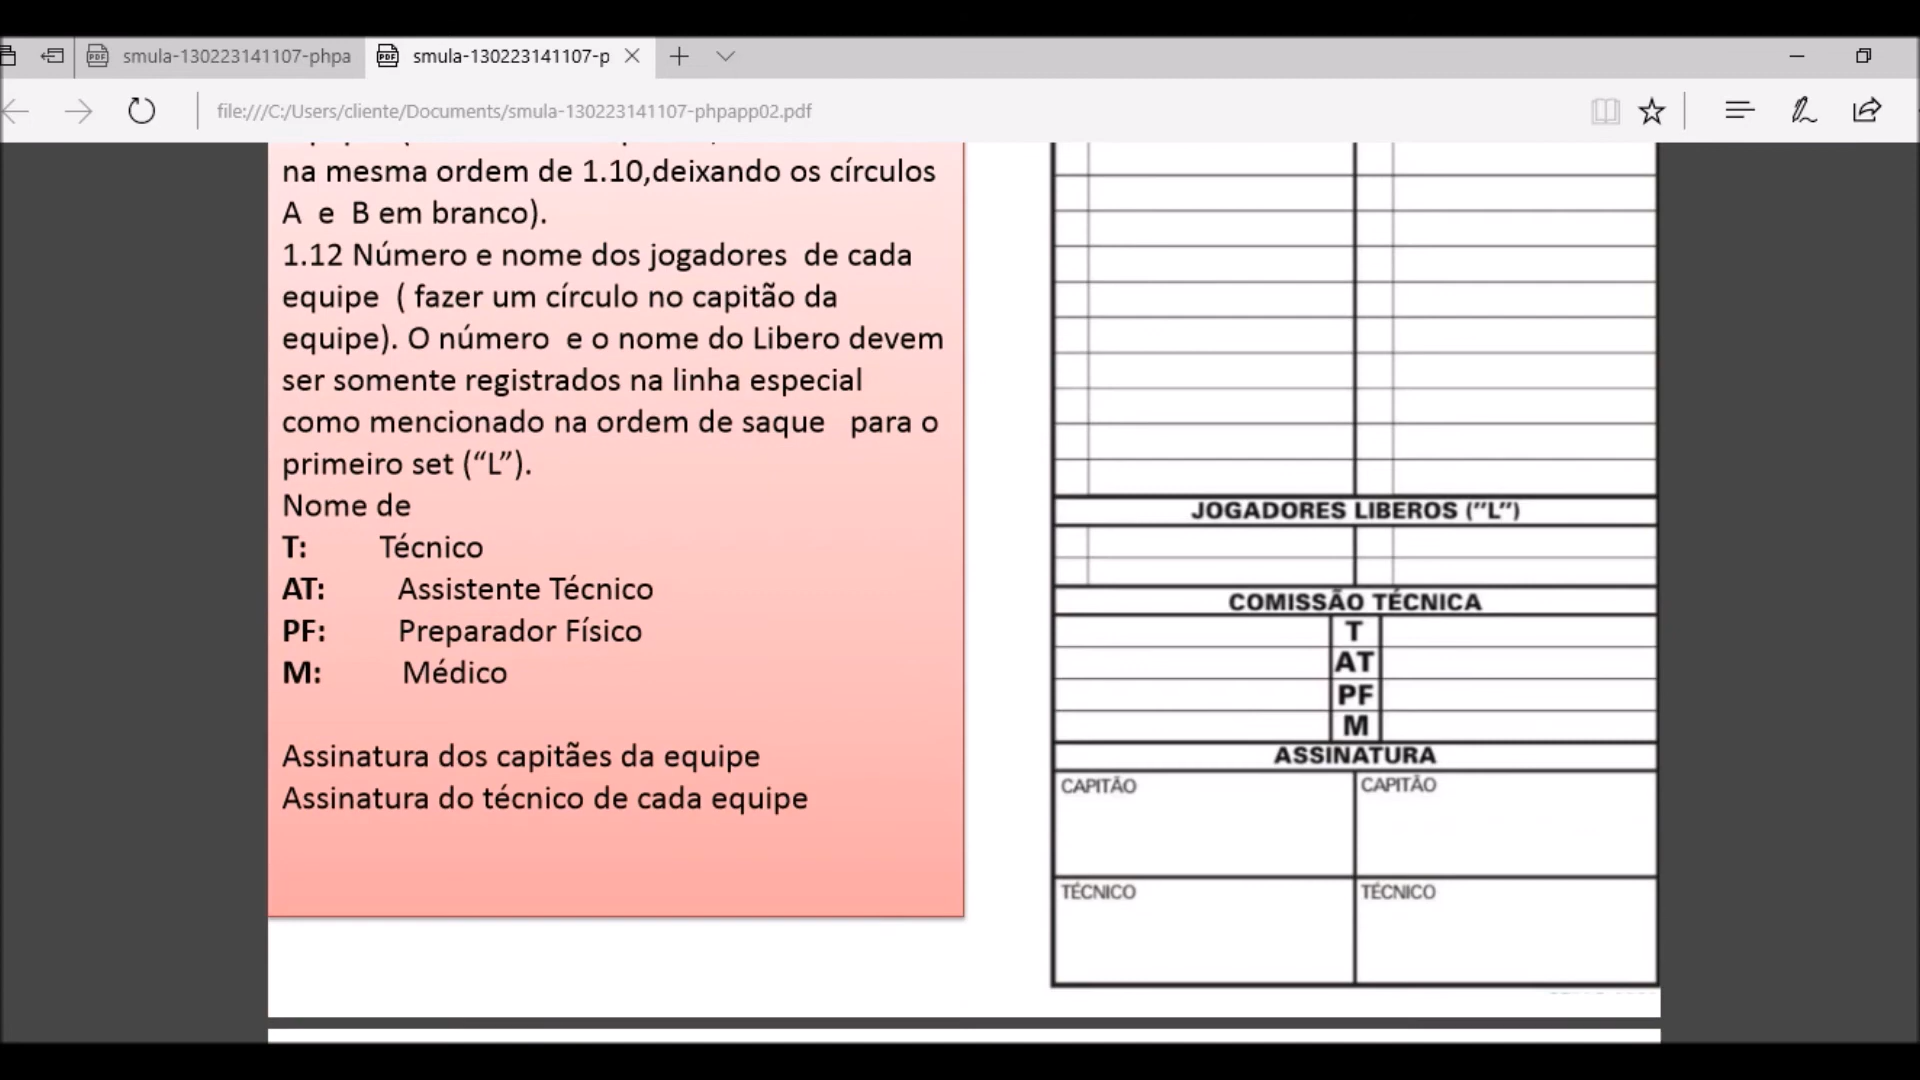 smula-130223141107-phpa
smula-130223141107-p
file:///C:/Users/cliente/Documents/smula-130223141107-phpapp02.pdf
na mesma ordem de 1.10,deixando os círculos
A e B em branco).
1.12 Número e nome dos jogadores de cada
equipe ( fazer um círculo no capitão da
equipe). O número e o nome do Libero devem
ser somente registrados na linha especial
como mencionado na ordem de saque para o
primeiro set (“L”).
Nome de
T: Técnico
AT: Assistente Técnico
PF: Preparador Físico
M: Médico
Assinatura dos capitães da equipe
Assinatura do técnico de cada equipe
JOGADORES LIBEROS (“L”)
COMISSÃO TÉCNICA
T
AT
PF
M
ASSINATURA
CAPITÃO CAPITÃO
TÉCNICO TÉCNICO